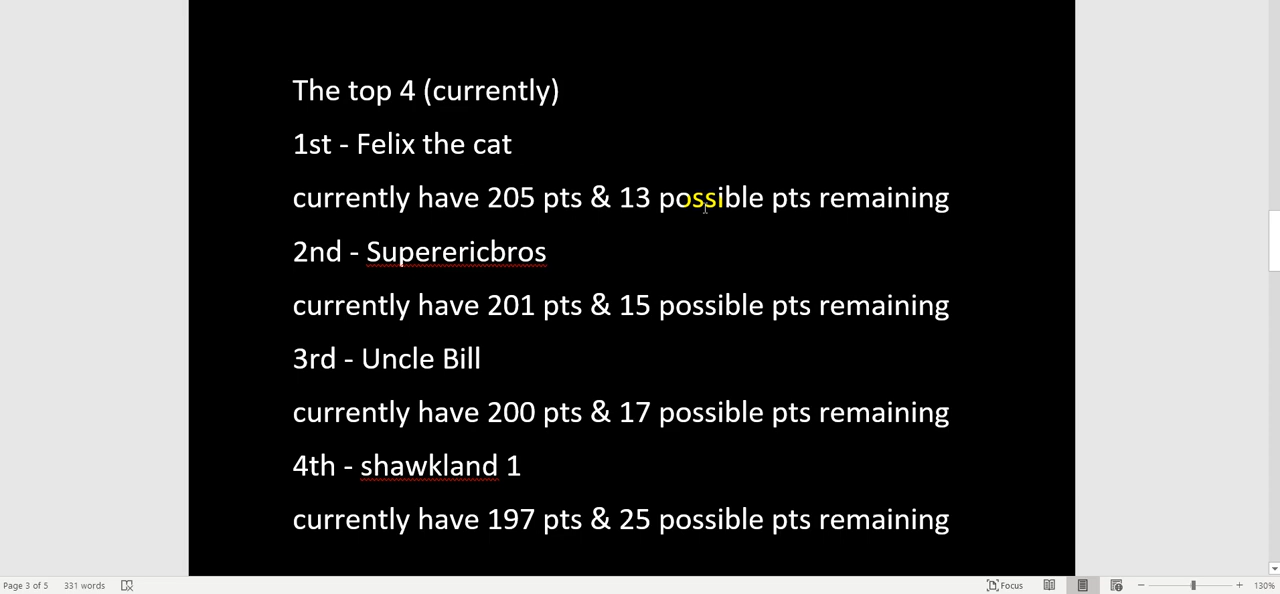 The top 4 (currently)
1st - Felix the cat
currently have 205 pts & 13 possible pts remaining
2nd - Superericbros
currently have 201 pts & 15 possible pts remaining
3rd - Uncle Bill
currently have 200 pts & 17 possible pts remaining
4th - shawkland 1
currently have 197 pts & 25 possible pts remaining
Page 3 of 5 331 words Focus 130%